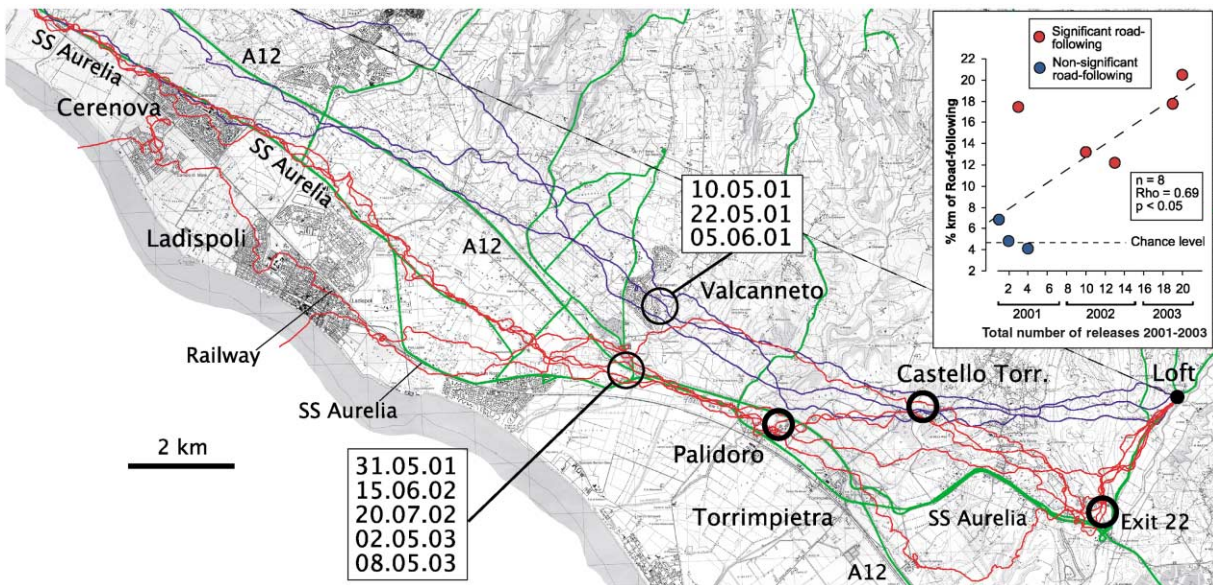 SS Aurelia
A12
Cerenova
SS Aurelia
Ladispoli
A12
10.05.01
22.05.01
05.06.01
Valcanneto
Railway
SS Aurelia
2 km
31.05.01
15.06.02
20.07.02
02.05.03
08.05.03
Palidoro
Torrimpietra
Castello Torr.
Loft
SS Aurelia
Exit 22
A12
Significant road-
following
Non-significant
road-following
% km of Road-following
22
20
18
16
14
12
10
8
6
4
2
n = 8
Rho = 0.69
p < 0.05
Chance level
2 4 6 8 10 12 14 16 18 20
2001 2002 2003
Total number of releases 2001-2003